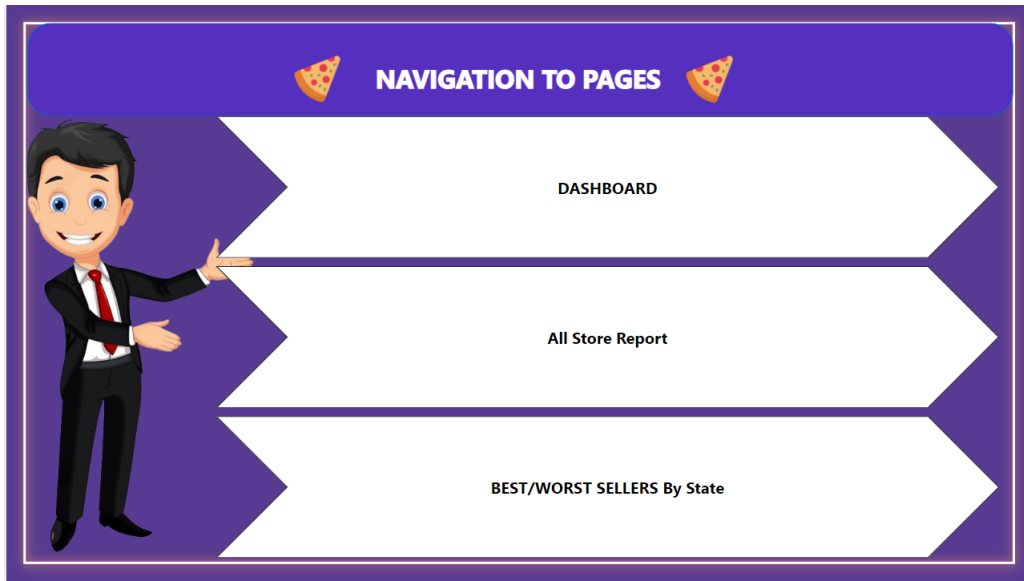 NAVIGATION TO PAGES
DASHBOARD
All Store Report
BEST/WORST SELLERS By State